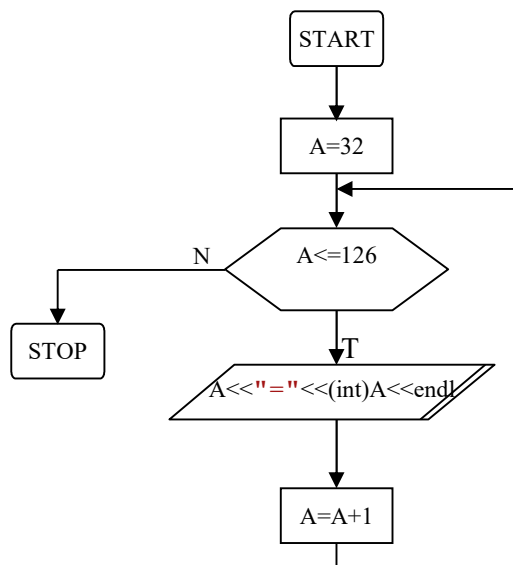 START
A=32
A<=126
N
STOP
T
A<<"="<<(int)A<<endl
A=A+1